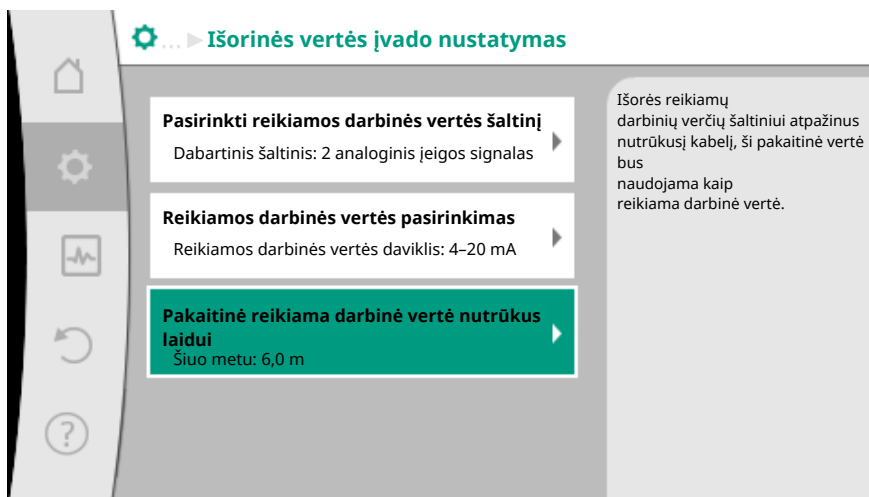 ... Išorinės vertės įvado nustatymas
Pasirinkti reikiamos darbinės vertės šaltinį
Dabartinis šaltinis: 2 analoginis įeigos signalas
Reikiamos darbinės vertės pasirinkimas
Reikiamos darbinės vertės daviklis: 4–20 mA
Pakaitinė reikiama darbinė vertė nutrūkus
laidui
Šiuo metu: 6,0 m
Išorės reikiamų
darbinių verčių šaltiniui atpažinus
nutrūkusį kabelį, ši pakaitinė vertė
bus
naudojama kaip
reikiama darbinė vertė.
?